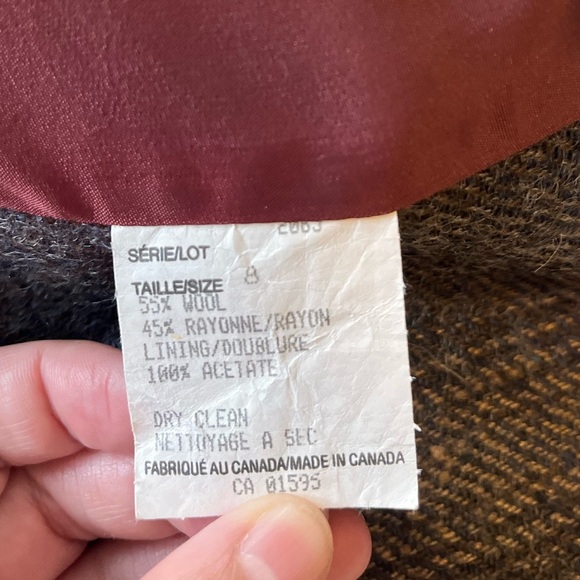 2063
SÉRIE/LOT
TAILLE/SIZE 8
55% WOOL
45% RAYONNE/RAYON
LINING/DOUBLURE
100% ACETATE
DRY CLEAN
NETTOYAGE A SEC
FABRIQUÉ AU CANADA/MADE IN CANADA
CA 01595